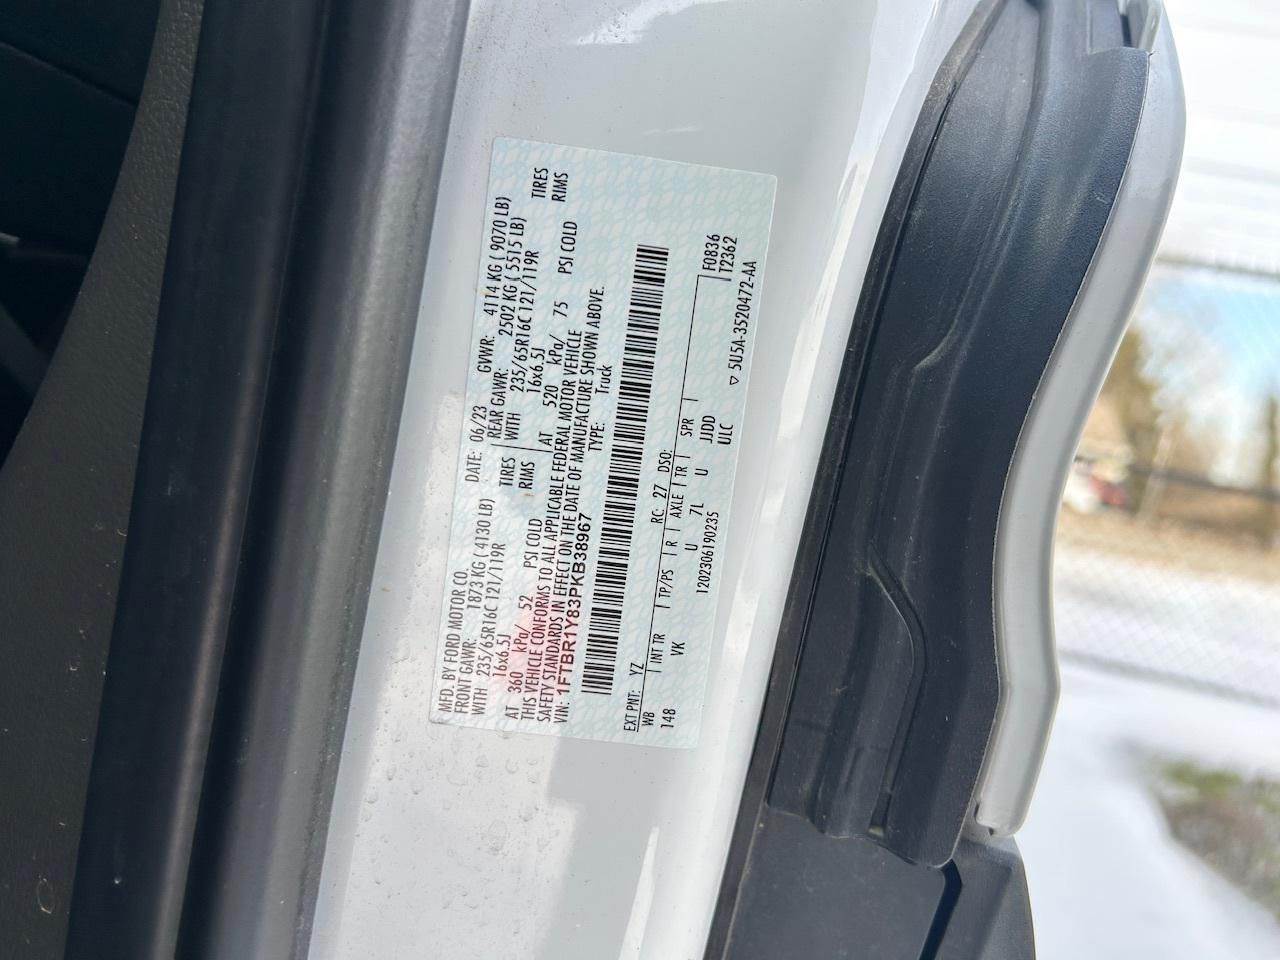 MFD. BY FORD MOTOR CO.
DATE: 06/23
GVWR: 4114 KG ( 9070 LB)
FRONT GAWR: 1873 KG (4130 LB)
REAR GAWR: 2502 KG ( 5515 LB)
WITH 235/65R16C 121/119R TIRES
WITH 235/65R16C 121/119R TIRES
16x6.5J RIMS
16x6.5J RIMS
AT 360 kPa/ 52 PSI COLD
AT 520 kPa/ 75 PSI COLD
THIS VEHICLE CONFORMS TO ALL APPLICABLE FEDERAL MOTOR VEHICLE
SAFETY STANDARDS IN EFFECT ON THE DATE OF MANUFACTURE SHOWN ABOVE.
VIN: 1FTBR1Y83PKB38967
TYPE: Truck
EXT PNT: YZ RC: 27 DSO:
WB INT TR TP/PS R AXLE TR SPR
148 VK U 7L U JJDD
F0836
T2362
1202306190235 ULC
▽ 5U5A-3520472-AA